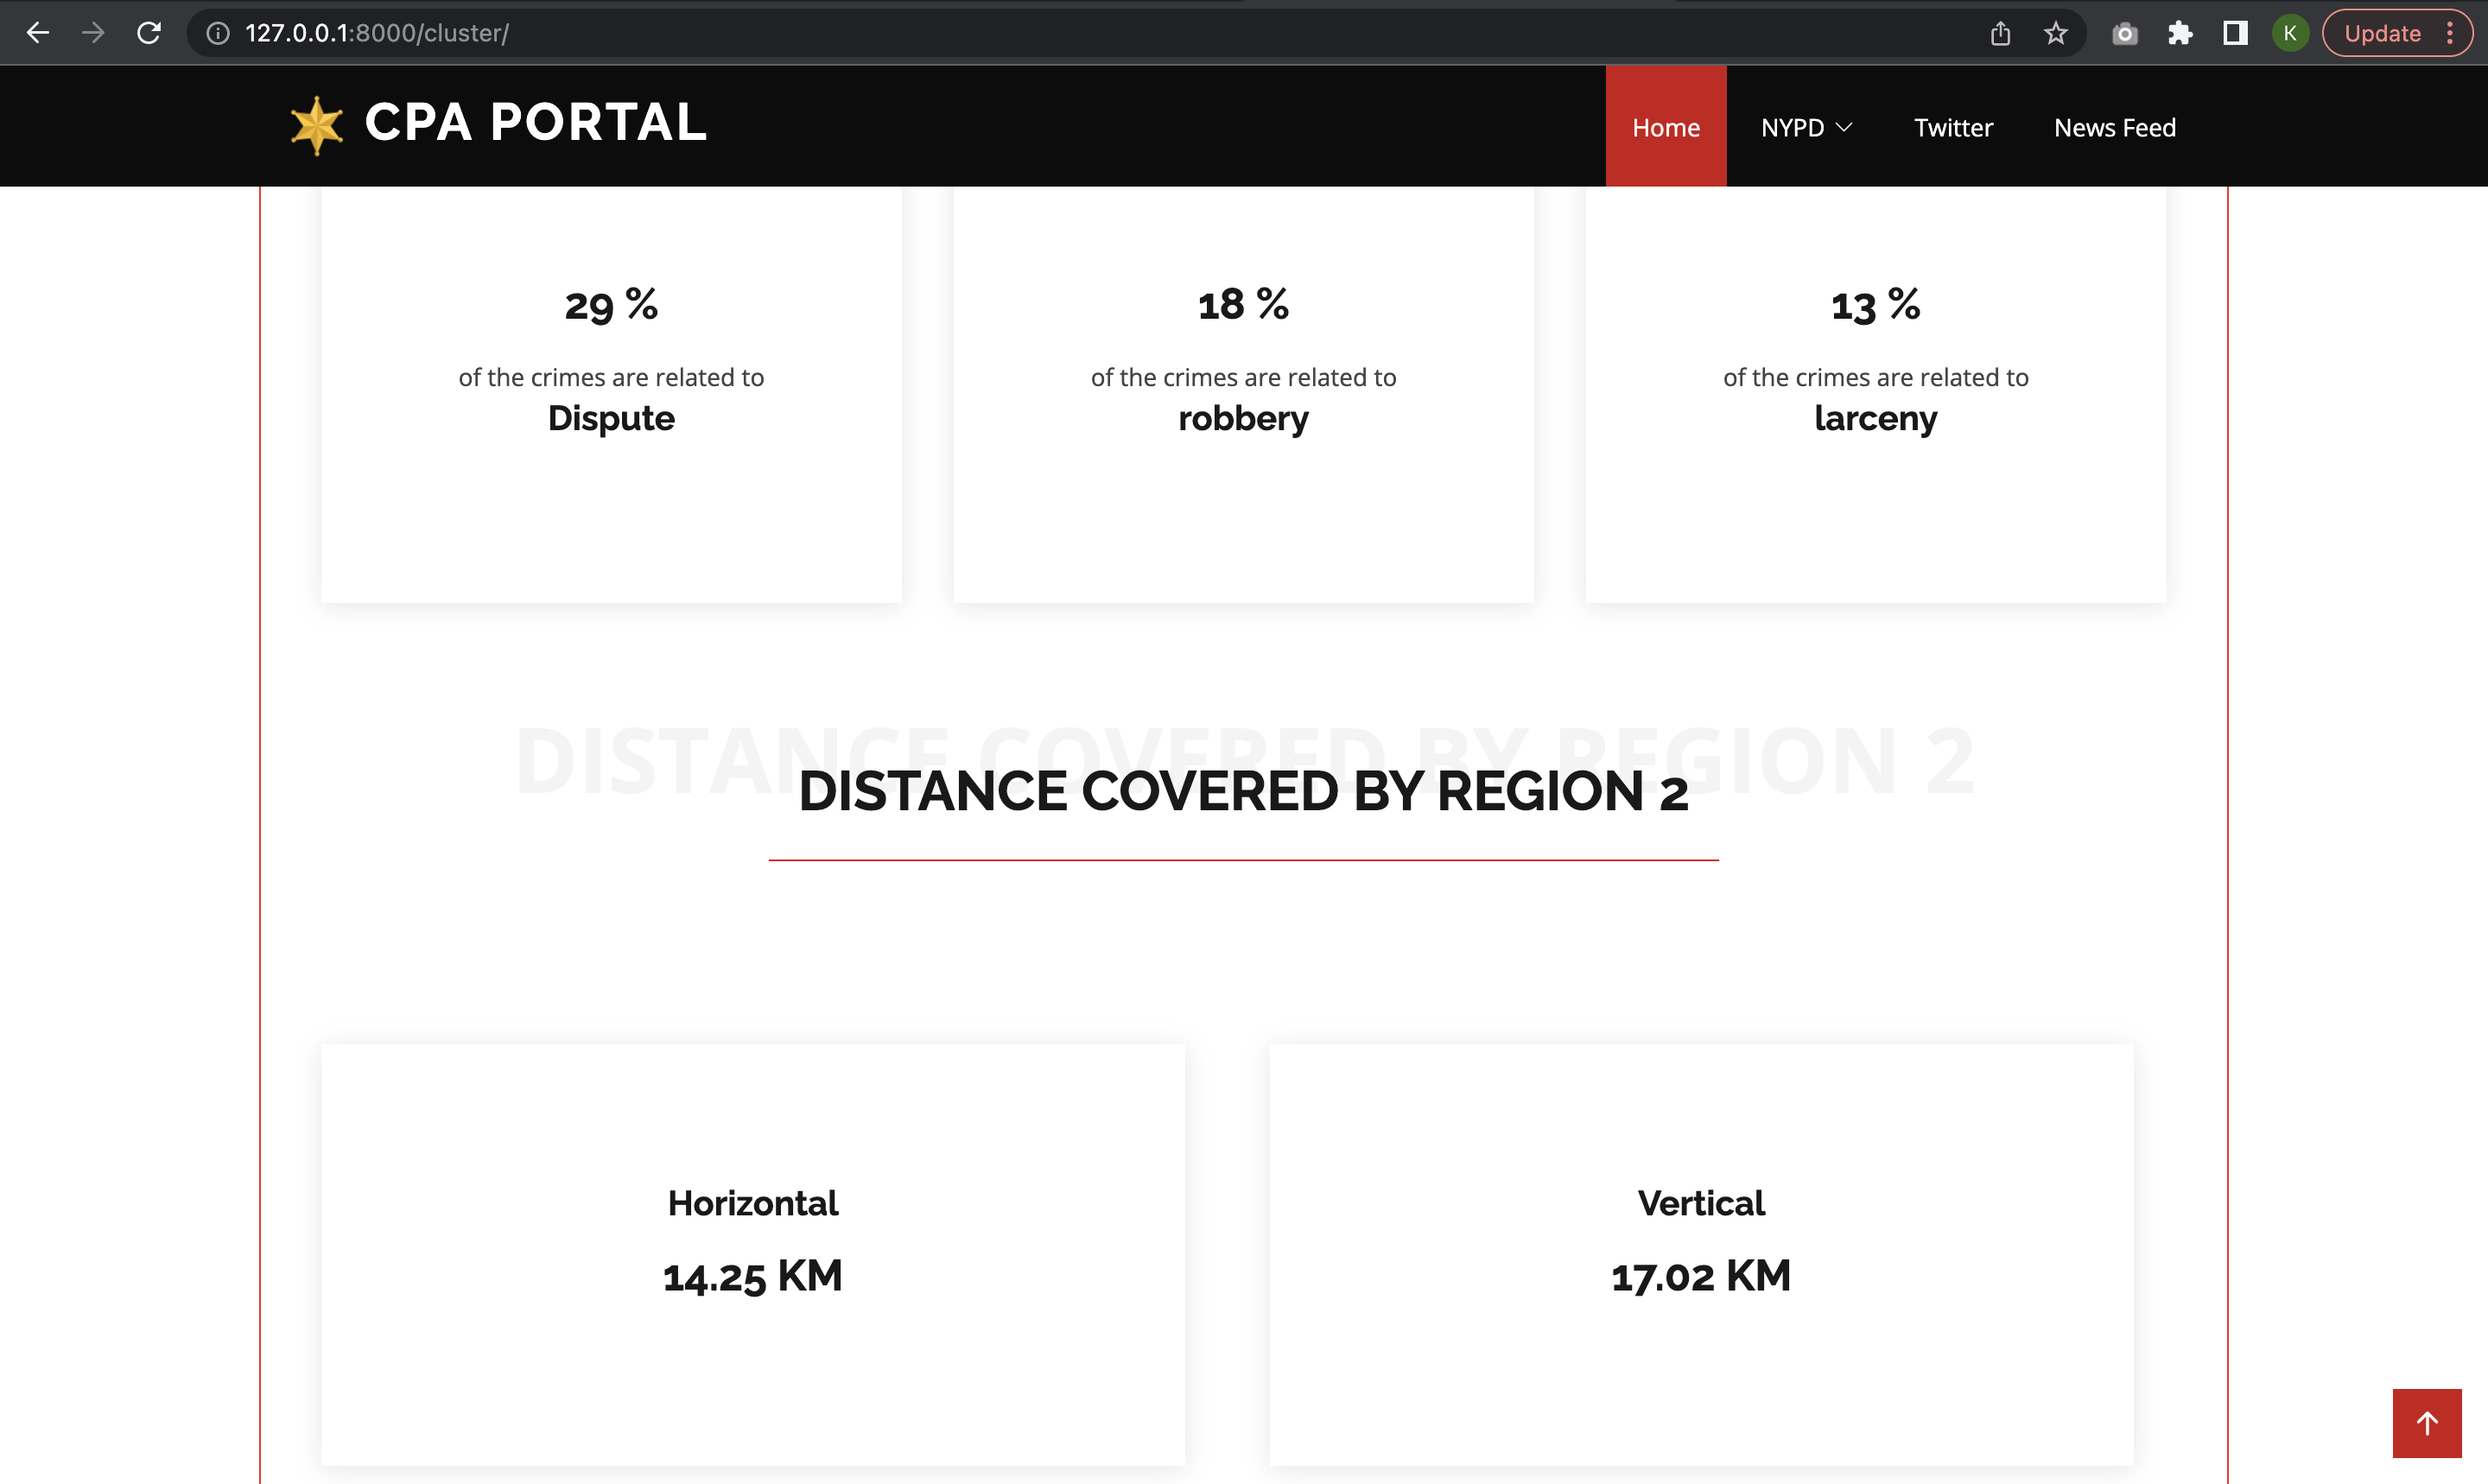 127.0.0.1:8000/cluster/
K
Update
CPA PORTAL
Home
NYPD
Twitter
News Feed
29 %
of the crimes are related to
Dispute
18 %
of the crimes are related to
robbery
13 %
of the crimes are related to
larceny
DISTANCE COVERED BY REGION 2
DISTANCE COVERED BY REGION 2
Horizontal
14.25 KM
Vertical
17.02 KM